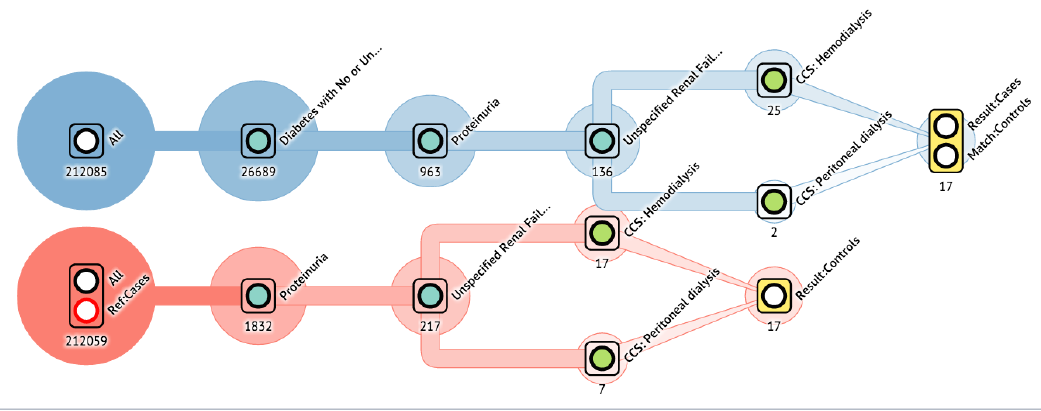 All
212085
Diabetes with No or Un...
26689
Proteinuria
963
Unspecified Renal Fail...
136
CCS: Hemodialysis
25
CCS: Peritoneal dialysis
2
Result:Cases
Match:Controls
17
All
Ref:Cases
212059
Proteinuria
1832
Unspecified Renal Fail...
217
CCS: Hemodialysis
17
CCS: Peritoneal dialysis
7
Result:Controls
17